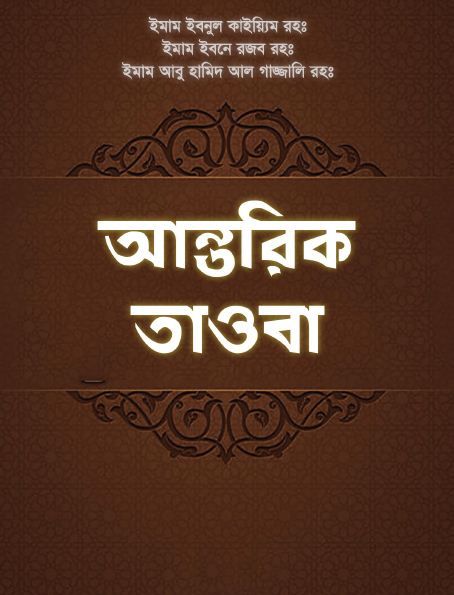 ইমাম ইবনুল কাইয়্যিম রহঃ
ইমাম ইবনে রজব রহঃ
ইমাম আবু হামিদ আল গাজ্জালি রহঃ
আন্তরিক
তাওবা